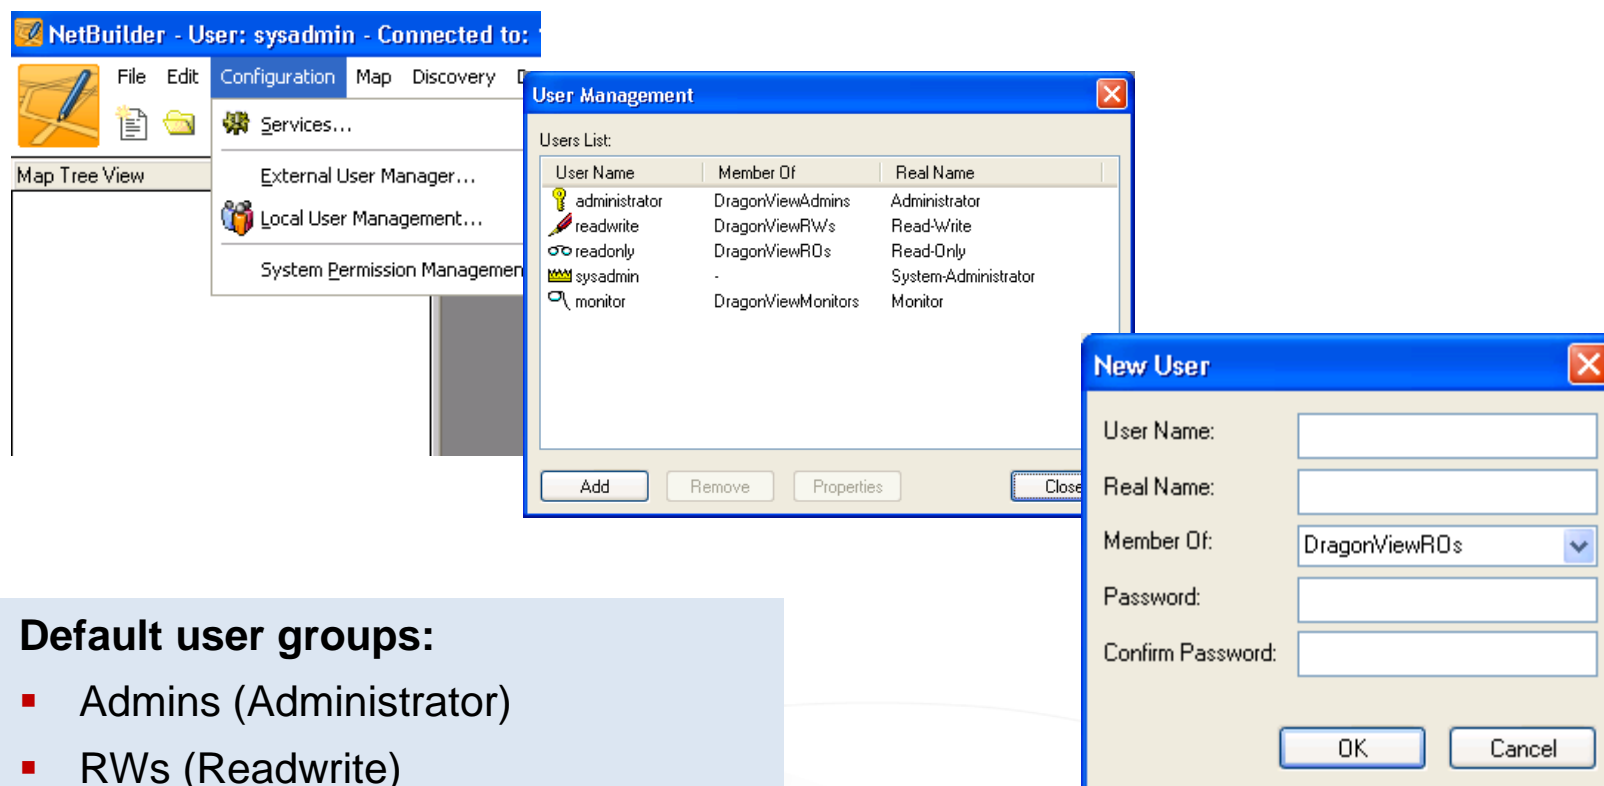 NetBuilder - User: sysadmin - Connected to:
File Edit Configuration Map Discovery
Services...
Map Tree View
External User Manager...
Local User Management...
System Permission Managemen
User Management
Users List:
User Name Member Of Real Name
administrator DragonViewAdmins Administrator
readwrite DragonViewRWs Read-Write
readonly DragonViewROs Read-Only
sysadmin - System-Administrator
monitor DragonViewMonitors Monitor
Add Remove Properties Close
New User
User Name:
Real Name:
Member Of: DragonViewROs
Password:
Confirm Password:
OK Cancel
Default user groups:
▪ Admins (Administrator)
▪ RWs (Readwrite)